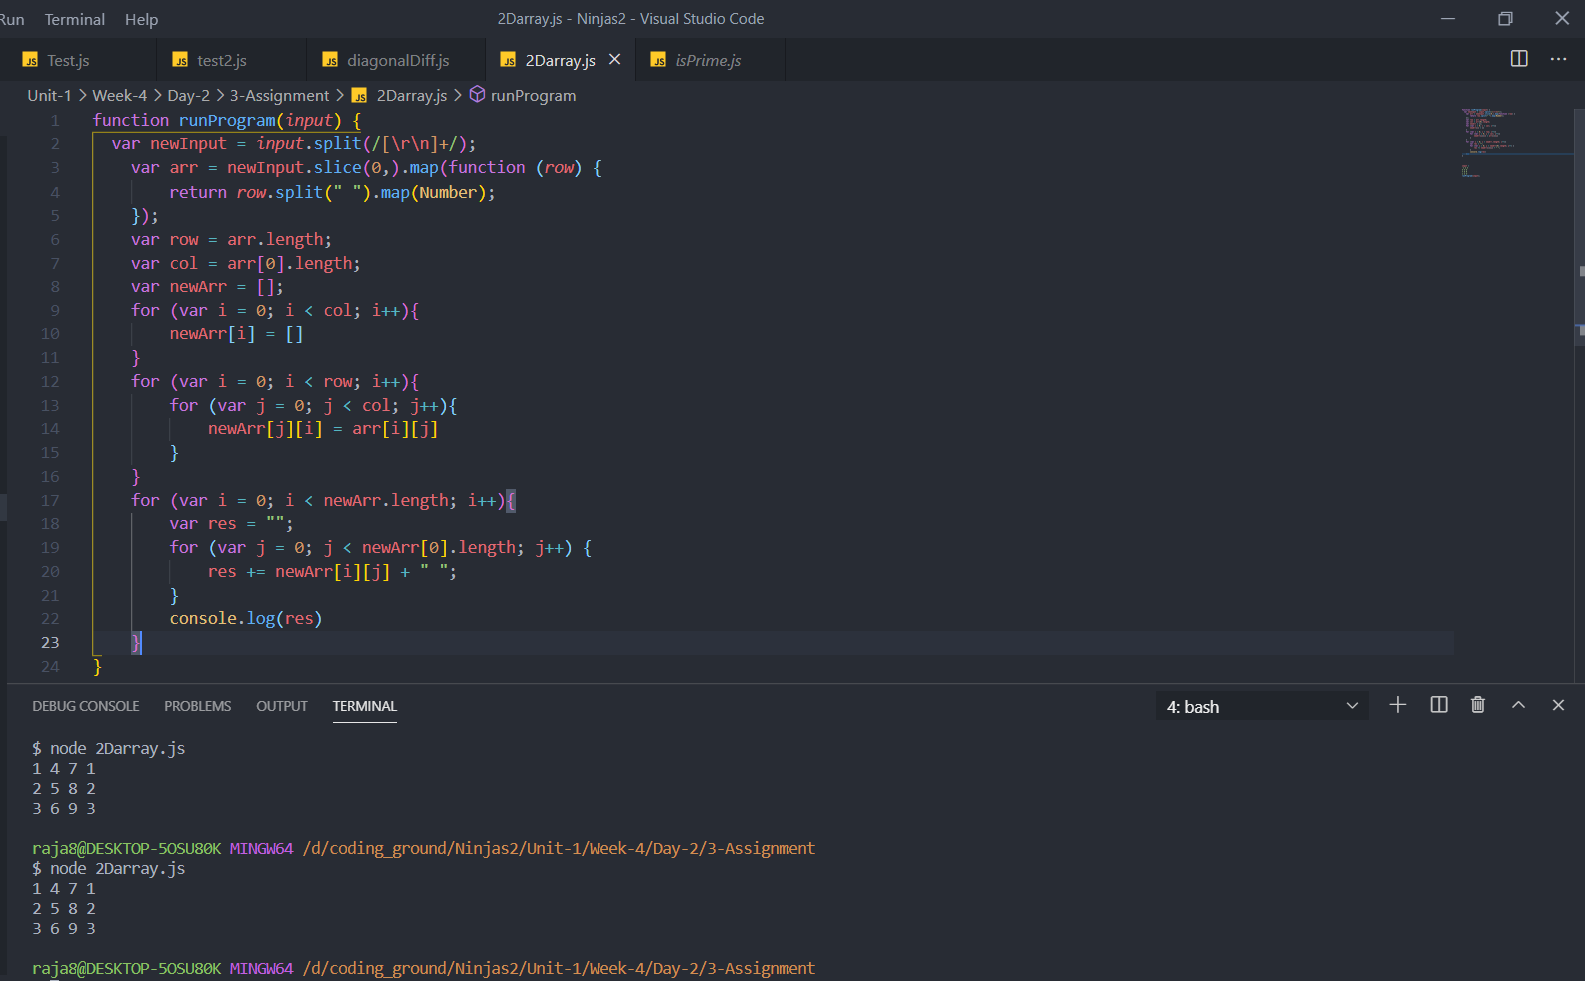 Run Terminal Help 2Darray.js - Ninjas2 - Visual Studio Code
JS Test.js JS test2.js JS diagonalDiff.js JS 2Darray.js JS isPrime.js
Unit-1 > Week-4 > Day-2 > 3-Assignment > JS 2Darray.js > runProgram
1 function runProgram(input) {
2 var newInput = input.split(/[\r\n]+/);
3 var arr = newInput.slice(0,).map(function (row) {
4 return row.split(" ").map(Number);
5 });
6 var row = arr.length;
7 var col = arr[0].length;
8 var newArr = [];
9 for (var i = 0; i < col; i++){
10 newArr[i] = []
11 }
12 for (var i = 0; i < row; i++){
13 for (var j = 0; j < col; j++){
14 newArr[j][i] = arr[i][j]
15 }
16 }
17 for (var i = 0; i < newArr.length; i++){
18 var res = "";
19 for (var j = 0; j < newArr[0].length; j++) {
20 res += newArr[i][j] + " ";
21 }
22 console.log(res)
23 }
24 }
DEBUG CONSOLE PROBLEMS OUTPUT TERMINAL 4: bash
$ node 2Darray.js
1 4 7 1
2 5 8 2
3 6 9 3
raja8@DESKTOP-5OSU80K MINGW64 /d/coding_ground/Ninjas2/Unit-1/Week-4/Day-2/3-Assignment
$ node 2Darray.js
1 4 7 1
2 5 8 2
3 6 9 3
raja8@DESKTOP-5OSU80K MINGW64 /d/coding_ground/Ninjas2/Unit-1/Week-4/Day-2/3-Assignment